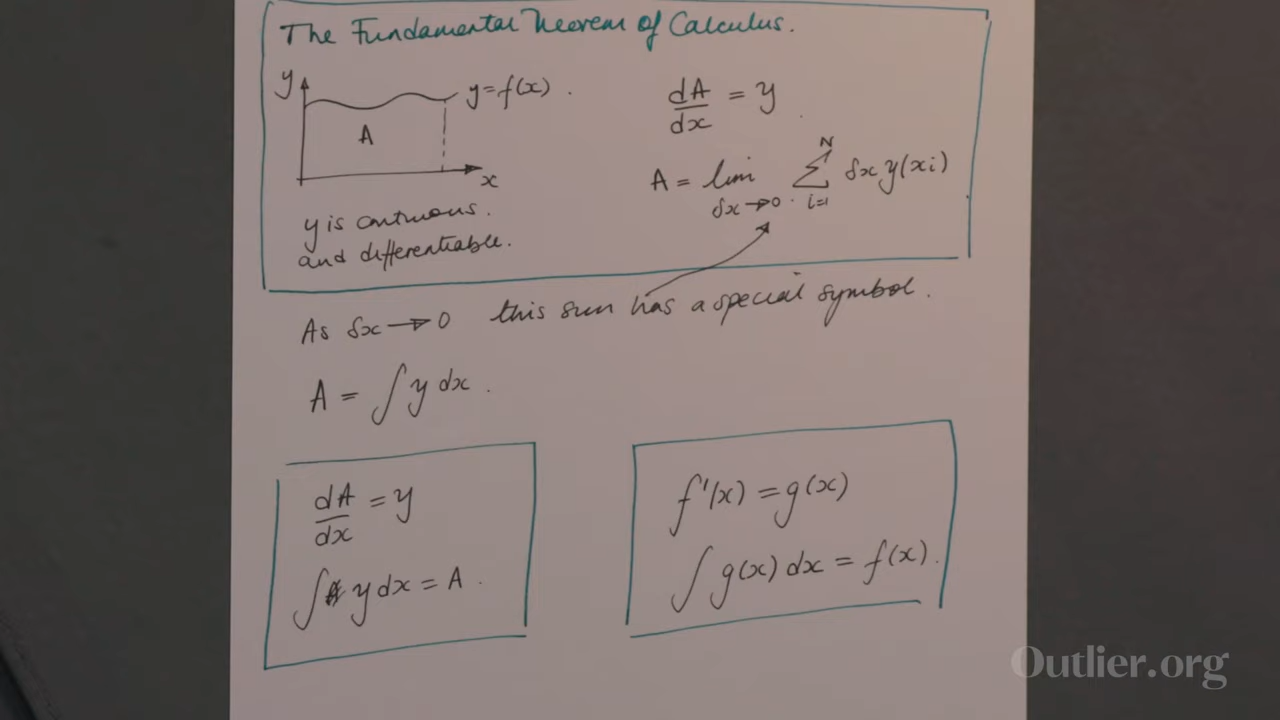 The Fundamental Theorem of Calculus.
y
y=f(x).
A
x
y is contnuous.
and differentiable.
dA/dx = y
A = lim δx→0 ∑ i=1 N δx y(xi)
As δx → 0 this sum has a special symbol.
A = ∫ y dx.
dA/dx = y
∫ y dx = A.
f'(x) = g(x)
∫ g(x) dx = f(x).
Outlier.org